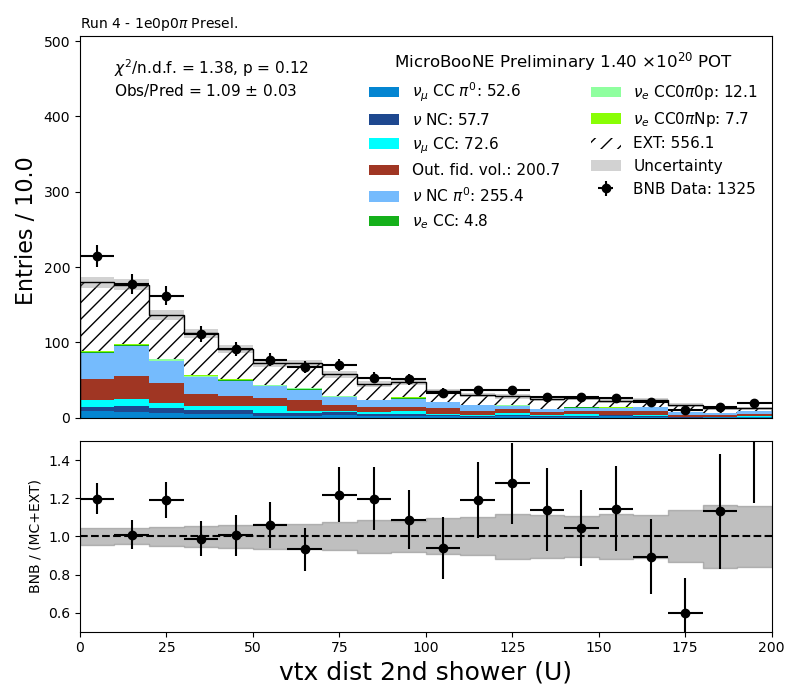 Run 4 - 1e0p0π Presel.
χ²/n.d.f. = 1.38, p = 0.12
Obs/Pred = 1.09 ± 0.03
MicroBooNE Preliminary 1.40 ×10²⁰ POT
ν_μ CC π⁰: 52.6
ν NC: 57.7
ν_μ CC: 72.6
Out. fid. vol.: 200.7
ν NC π⁰: 255.4
ν_e CC: 4.8
ν_e CC0π0p: 12.1
ν_e CC0πNp: 7.7
EXT: 556.1
Uncertainty
BNB Data: 1325
Entries / 10.0
500
400
300
200
100
0
BNB / (MC+EXT)
1.4
1.2
1.0
0.8
0.6
0 25 50 75 100 125 150 175 200
vtx dist 2nd shower (U)